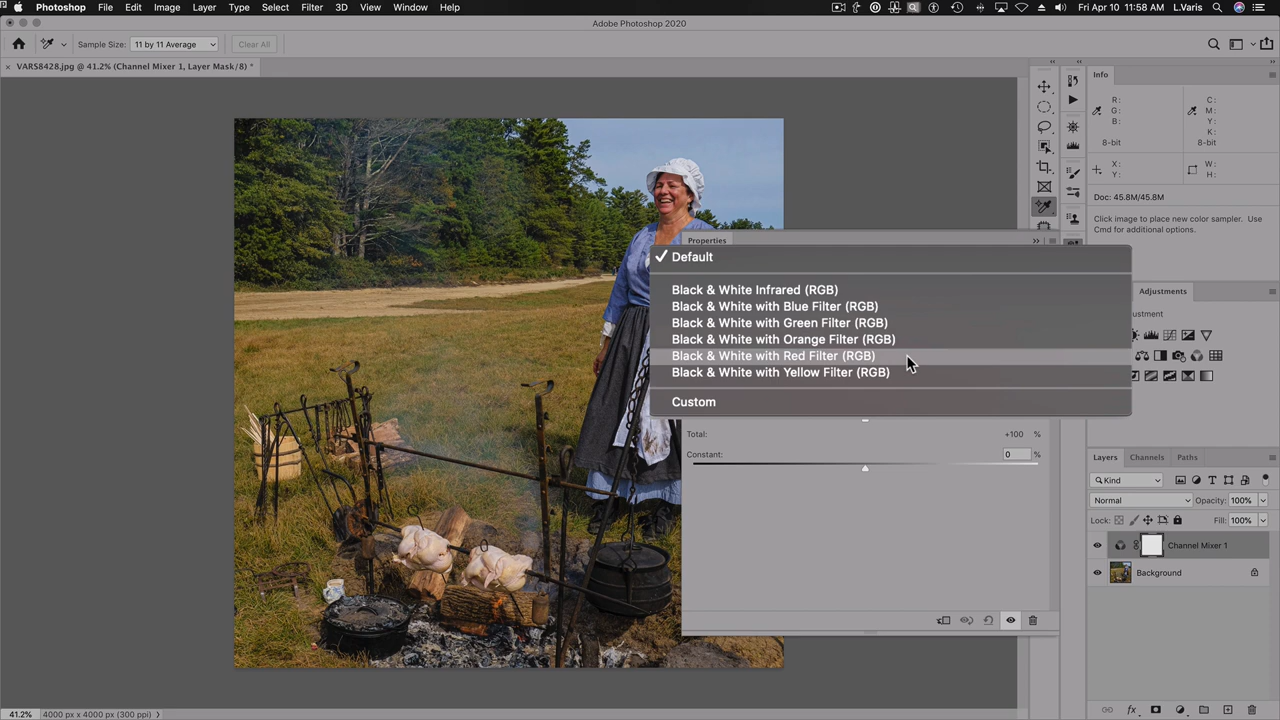 Photoshop File Edit Image Layer Type Select Filter 3D View Window Help Fri Apr 10 11:58 AM L.Varis
Adobe Photoshop 2020
Sample Size: 11 by 11 Average Clear All
× VARS8428.jpg @ 41.2% (Channel Mixer 1, Layer Mask/8) *
Info
R: C:
G: M:
B: Y:
K:
8-bit 8-bit
X: W:
Y: H:
Doc: 45.8M/45.8M
Click image to place new color sampler. Use
Cmd for additional options.
Properties
Default
Black & White Infrared (RGB)
Black & White with Blue Filter (RGB)
Black & White with Green Filter (RGB)
Black & White with Orange Filter (RGB)
Black & White with Red Filter (RGB)
Black & White with Yellow Filter (RGB)
Custom
Adjustments
ustment
Total: +100 %
Constant: 0 %
Layers Channels Paths
Kind
Normal Opacity: 100%
Lock: Fill: 100%
Channel Mixer 1
Background
41.2% 4000 px x 4000 px (300 ppi)